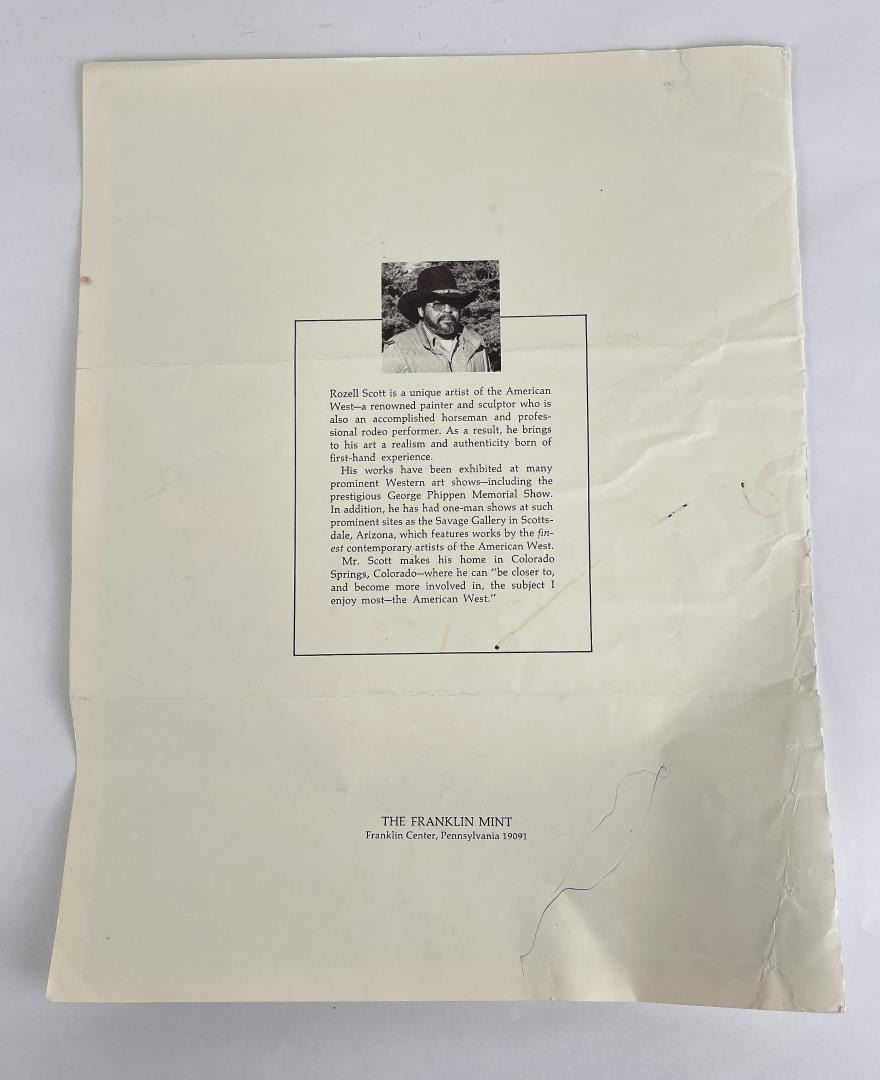 Rozell Scott is a unique artist of the American
West—a renowned painter and sculptor who is
also an accomplished horseman and profes-
sional rodeo performer. As a result, he brings
to his art a realism and authenticity born of
first-hand experience.
His works have been exhibited at many
prominent Western art shows—including the
prestigious George Phippen Memorial Show.
In addition, he has had one-man shows at such
prominent sites as the Savage Gallery in Scotts-
dale, Arizona, which features works by the fin-
est contemporary artists of the American West.
Mr. Scott makes his home in Colorado
Springs, Colorado—where he can "be closer to,
and become more involved in, the subject I
enjoy most—the American West."
THE FRANKLIN MINT
Franklin Center, Pennsylvania 19091